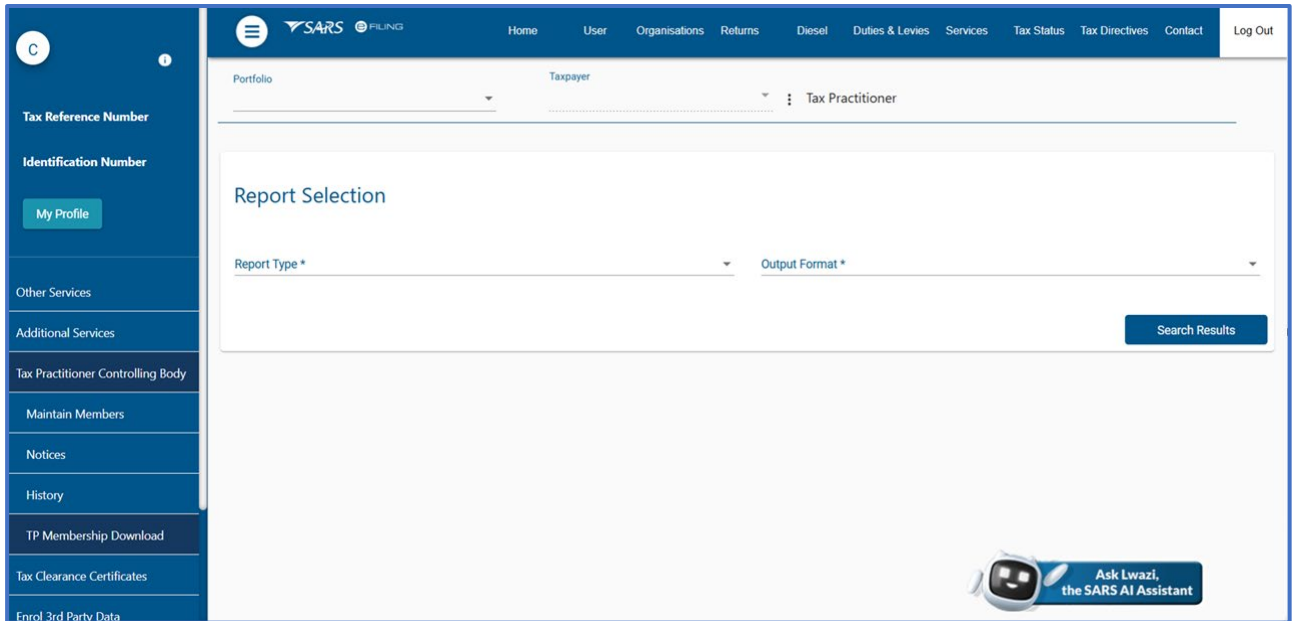 C
Tax Reference Number
Identification Number
My Profile
Other Services
Additional Services
Tax Practitioner Controlling Body
Maintain Members
Notices
History
TP Membership Download
Tax Clearance Certificates
Enrol 3rd Party Data
SARS e FILING
Home User Organisations Returns Diesel Duties & Levies Services Tax Status Tax Directives Contact Log Out
Portfolio Taxpayer
Tax Practitioner
Report Selection
Report Type * Output Format *
Search Results
Ask Lwazi,
the SARS AI Assistant